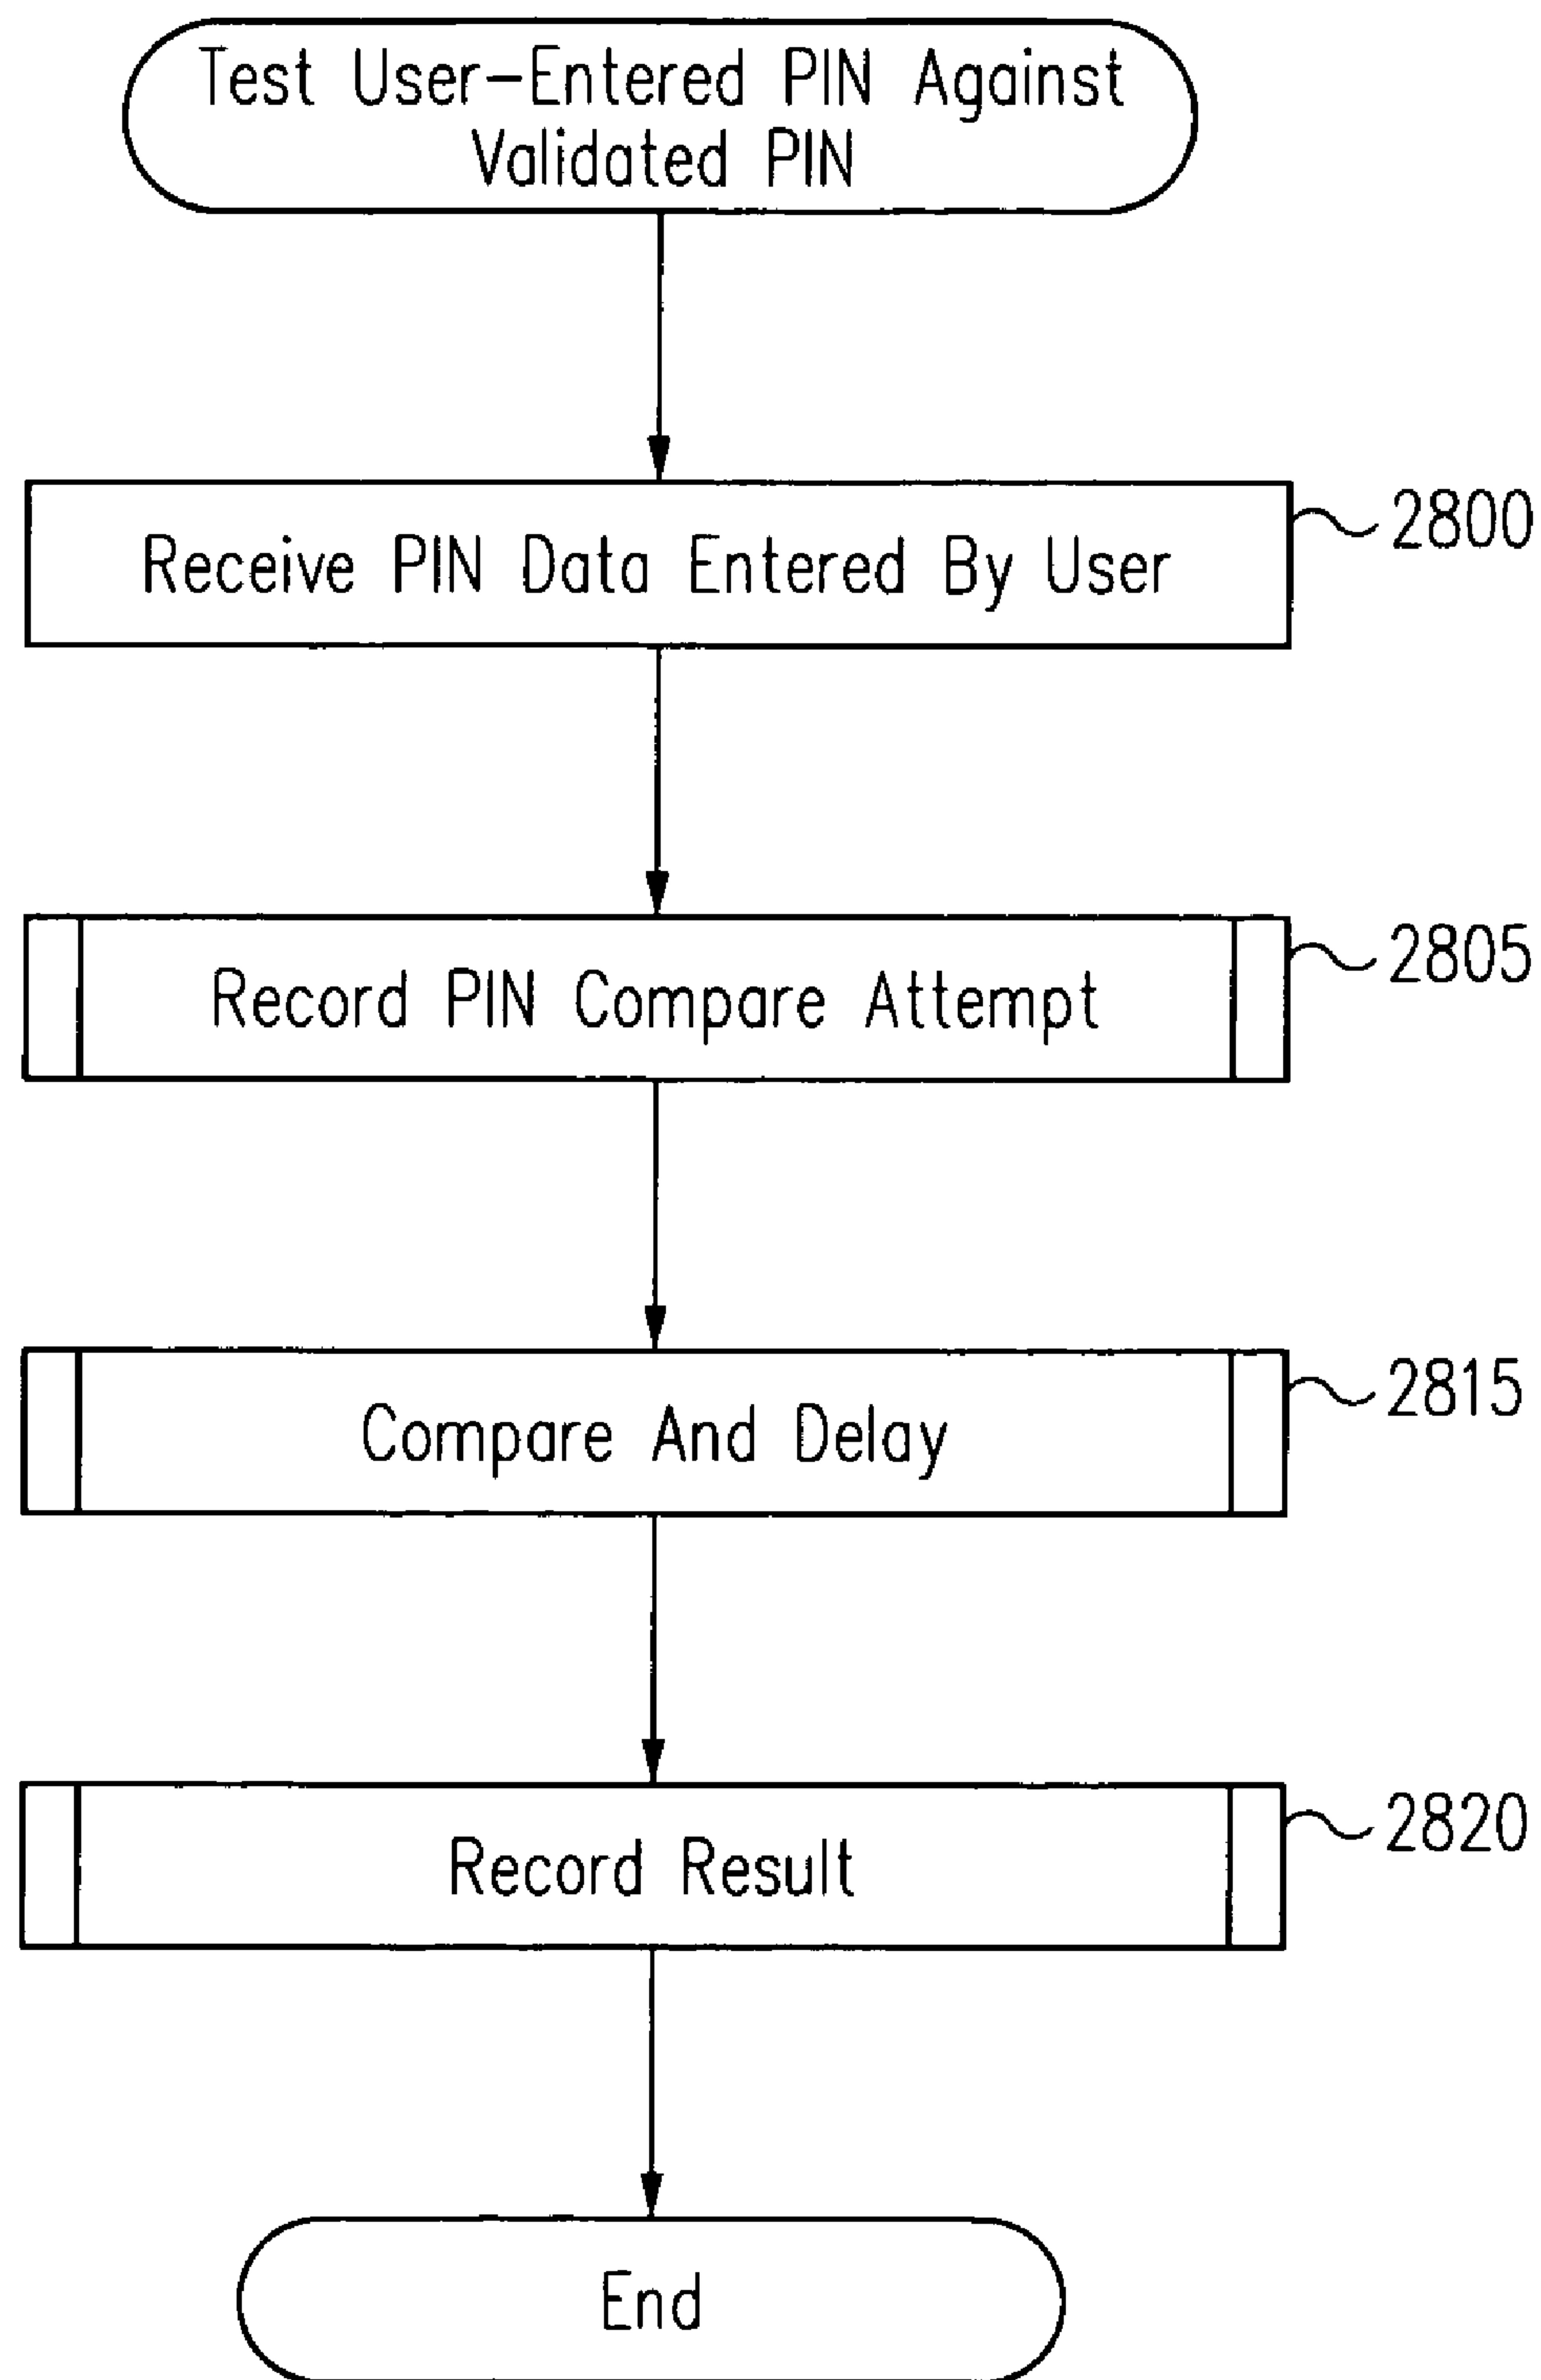 Test User-Entered PIN Against
Validated PIN
Receive PIN Data Entered By User
2800
Record PIN Compare Attempt
2805
Compare And Delay
2815
Record Result
2820
End